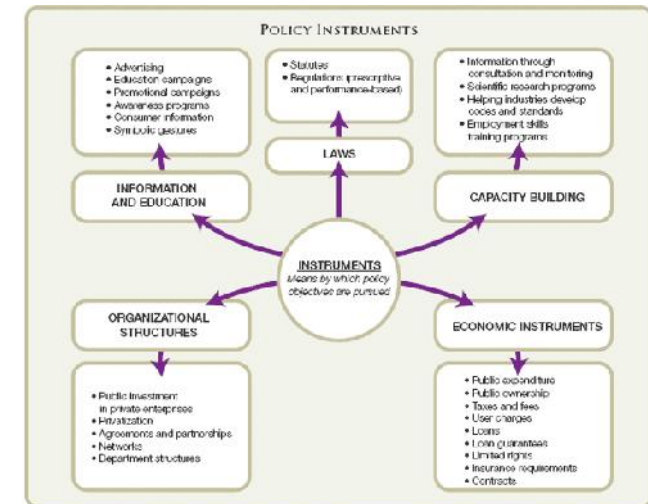 POLICY INSTRUMENTS
• Advertising
• Education campaigns
• Promotional campaigns
• Awareness programs
• Consumer information
• Symbolic gestures
INFORMATION
AND EDUCATION
• Statutes
• Regulations (prescriptive
and performance-based)
LAWS
• Information through
consultation and monitoring
• Scientific research programs
• Helping industries develop
codes and standards
• Employment skills
training programs
CAPACITY BUILDING
INSTRUMENTS
Means by which policy
objectives are pursued
ORGANIZATIONAL
STRUCTURES
• Public investment
in private enterprises
• Privatization
• Agreements and partnerships
• Networks
• Department structures
ECONOMIC INSTRUMENTS
• Public expenditure
• Public ownership
• Taxes and fees
• User charges
• Loans
• Loan guarantees
• Limited rights
• Insurance requirements
• Contracts